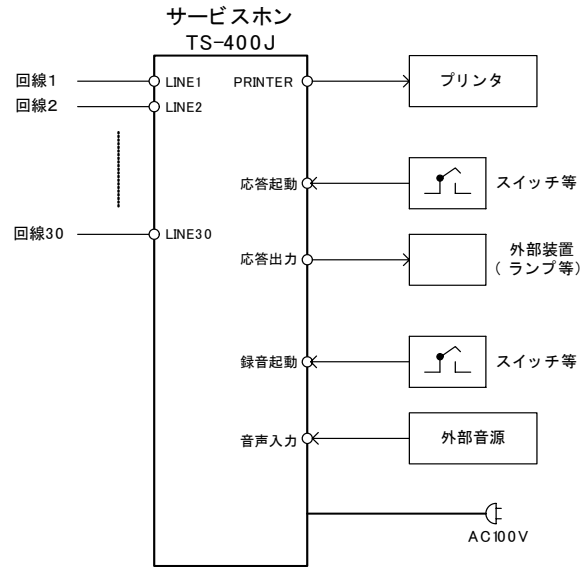 サービスホン
TS-400J
回線1
LINE1
PRINTER
プリンタ
回線2
LINE2
応答起動
スイッチ等
回線30
LINE30
応答出力
外部装置
( ランプ等)
録音起動
スイッチ等
音声入力
外部音源
AC100V